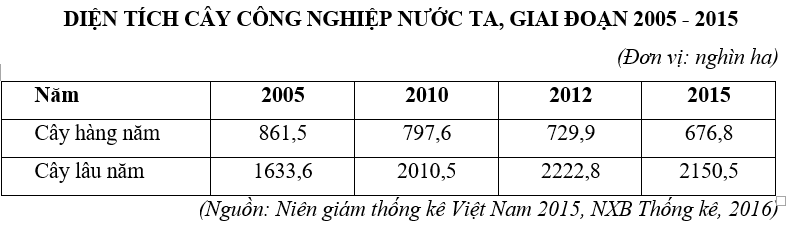 DIỆN TÍCH CÂY CÔNG NGHIỆP NƯỚC TA, GIAI ĐOẠN 2005 - 2015
(Đơn vị: nghìn ha)
Năm 2005 2010 2012 2015
Cây hàng năm 861,5 797,6 729,9 676,8
Cây lâu năm 1633,6 2010,5 2222,8 2150,5
(Nguồn: Niên giám thống kê Việt Nam 2015, NXB Thống kê, 2016)